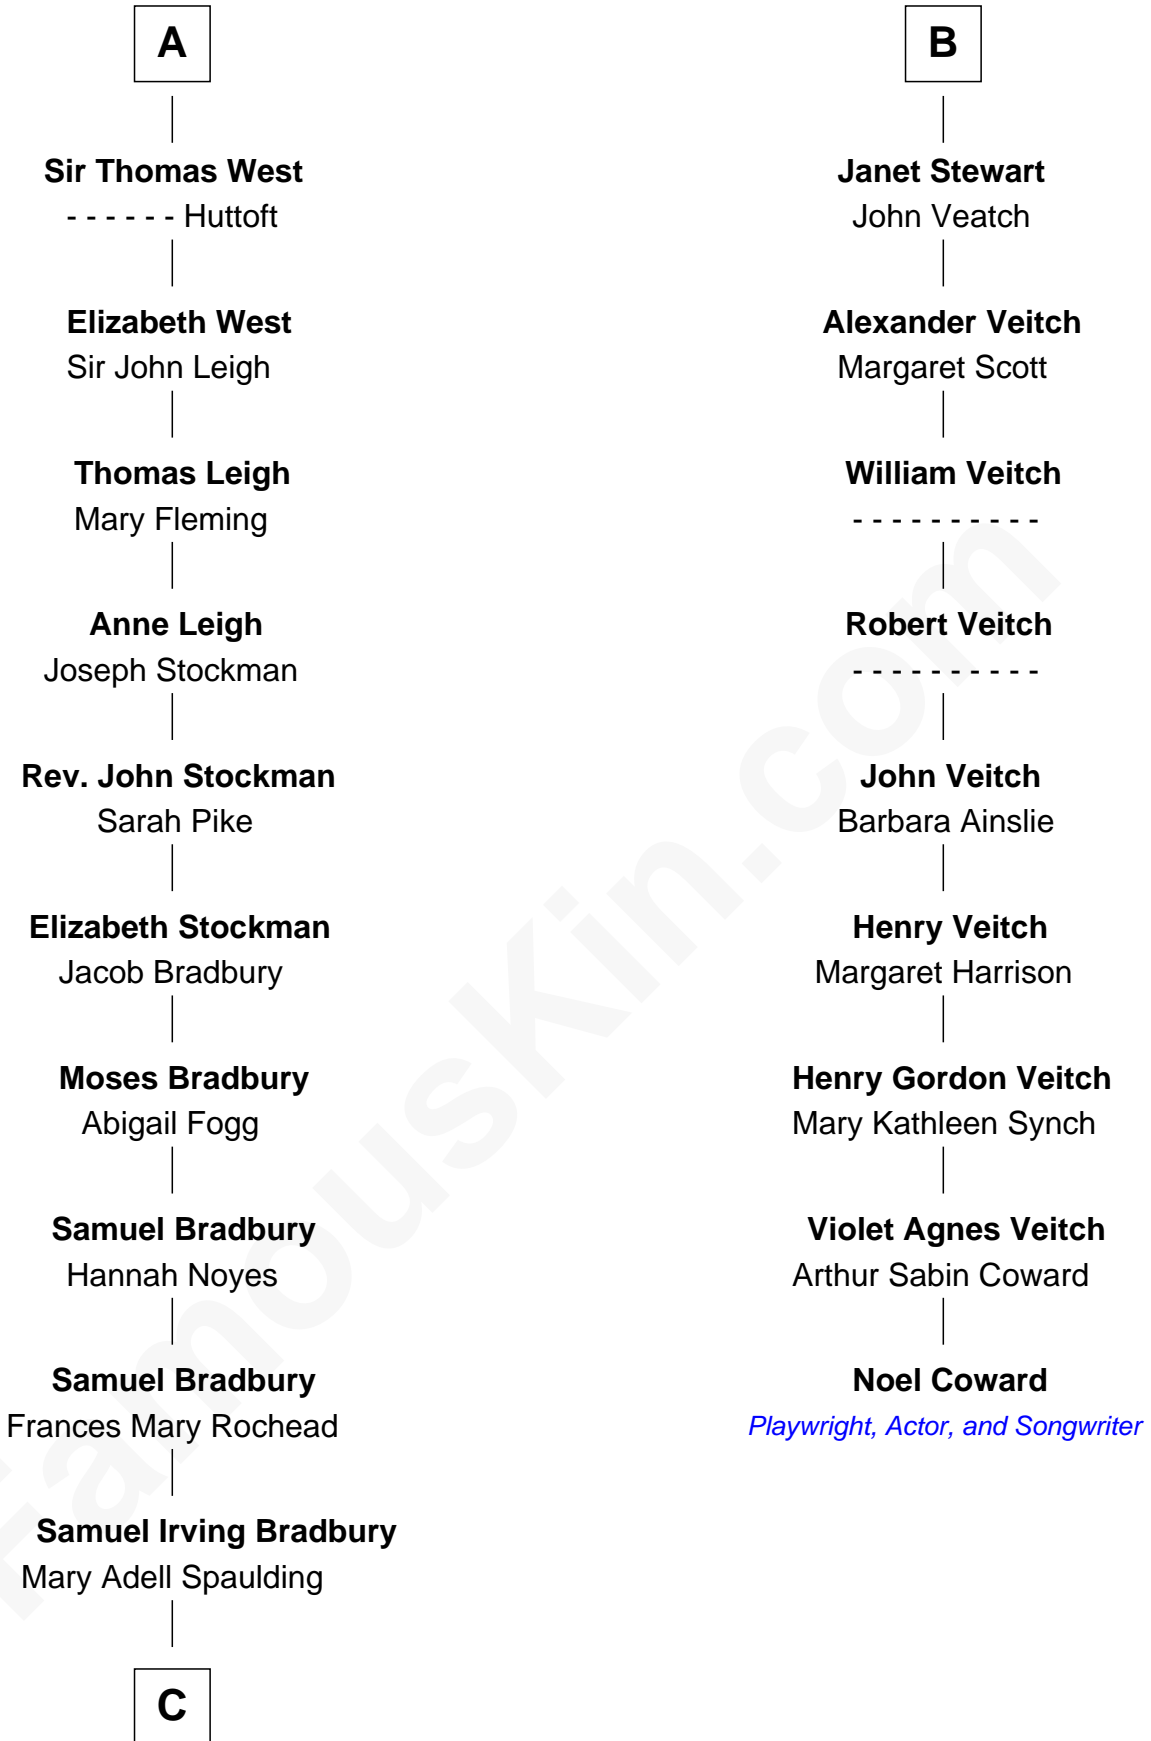 A
Sir Thomas West
- - - - - - Huttoft
Elizabeth West
Sir John Leigh
Thomas Leigh
Mary Fleming
Anne Leigh
Joseph Stockman
Rev. John Stockman
Sarah Pike
Elizabeth Stockman
Jacob Bradbury
Moses Bradbury
Abigail Fogg
Samuel Bradbury
Hannah Noyes
Samuel Bradbury
Frances Mary Rochead
Samuel Irving Bradbury
Mary Adell Spaulding
C
B
Janet Stewart
John Veatch
Alexander Veitch
Margaret Scott
William Veitch
- - - - - - - - - -
Robert Veitch
- - - - - - - - - -
John Veitch
Barbara Ainslie
Henry Veitch
Margaret Harrison
Henry Gordon Veitch
Mary Kathleen Synch
Violet Agnes Veitch
Arthur Sabin Coward
Noel Coward
Playwright, Actor, and Songwriter
FamousKin.com